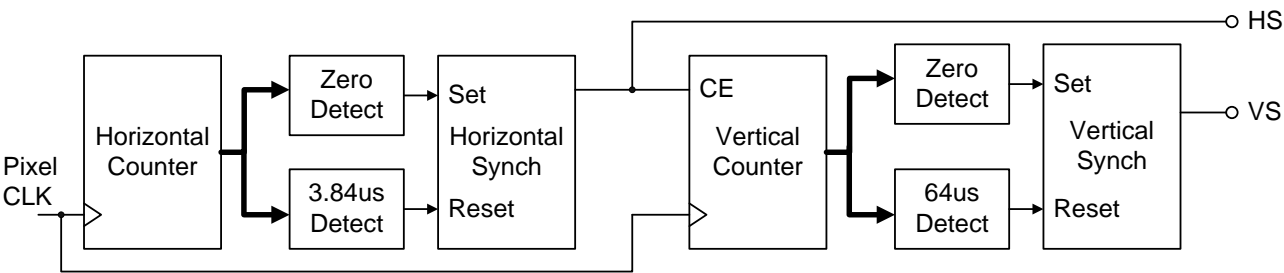 HS
Zero
Detect
Set
CE
Zero
Detect
Set
VS
Horizontal
Counter
Horizontal
Synch
Vertical
Counter
Vertical
Synch
Pixel
CLK
3.84us
Detect
Reset
64us
Detect
Reset